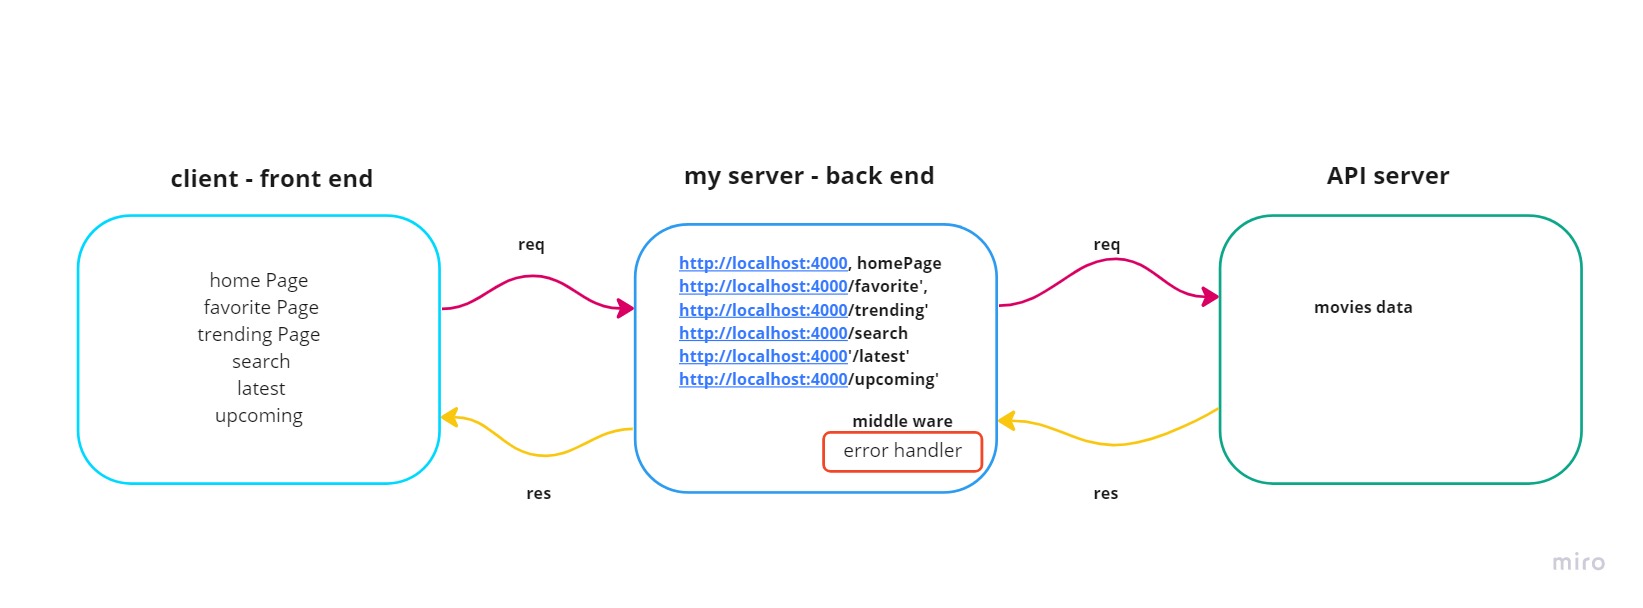 client - front end
home Page
favorite Page
trending Page
search
latest
upcoming
req
res
my server - back end
http://localhost:4000, homePage
http://localhost:4000/favorite',
http://localhost:4000/trending'
http://localhost:4000/search
http://localhost:4000'/latest'
http://localhost:4000/upcoming'
middle ware
error handler
req
res
API server
movies data
miro